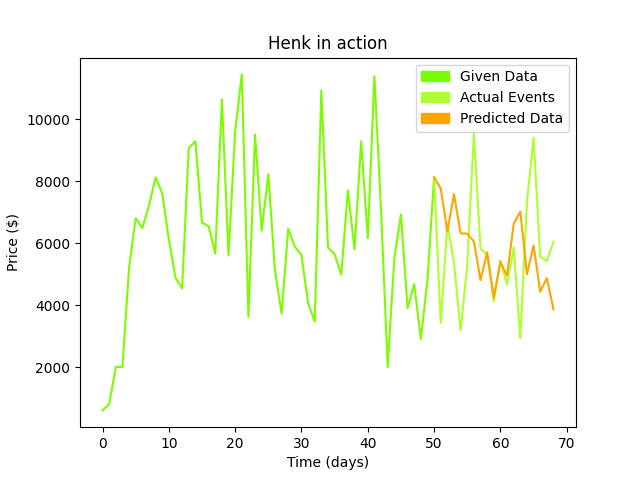 Henk in action
Given Data
Actual Events
Predicted Data
Price ($)
10000
8000
6000
4000
2000
0 10 20 30 40 50 60 70
Time (days)